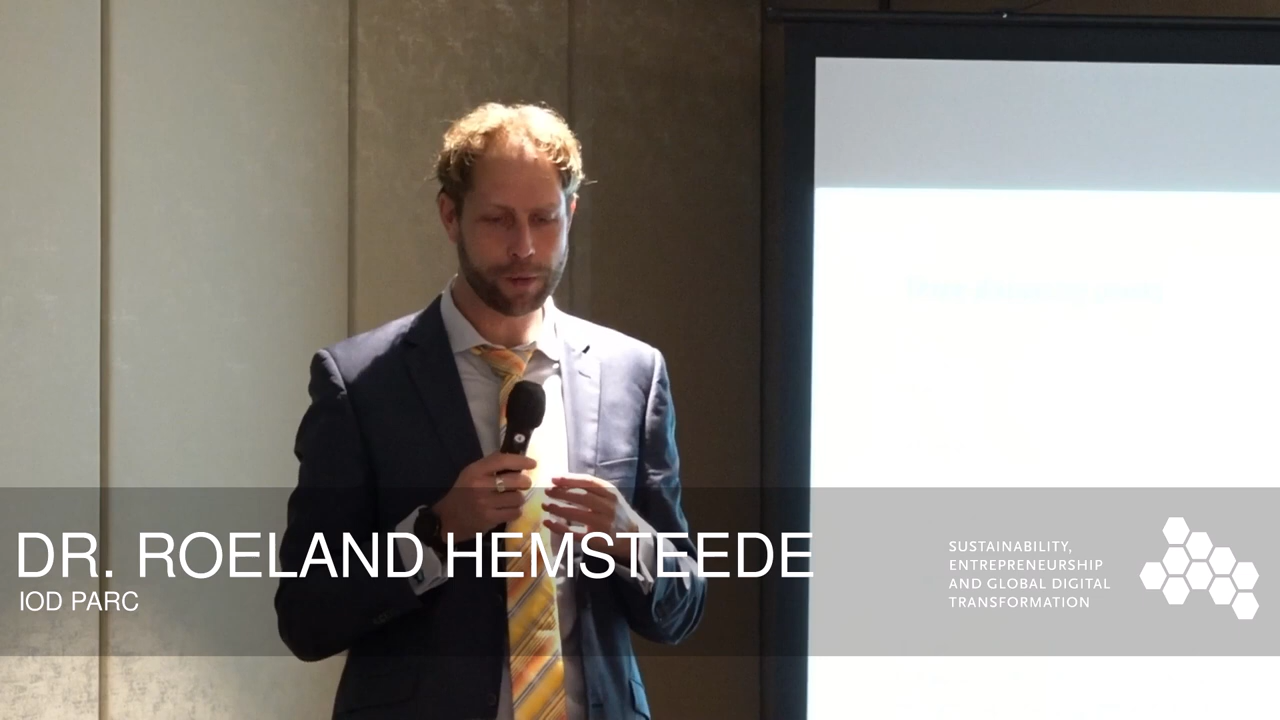 DR. ROELAND HEMSTEEDE
IOD PARC
SUSTAINABILITY,
ENTREPRENEURSHIP
AND GLOBAL DIGITAL
TRANSFORMATION